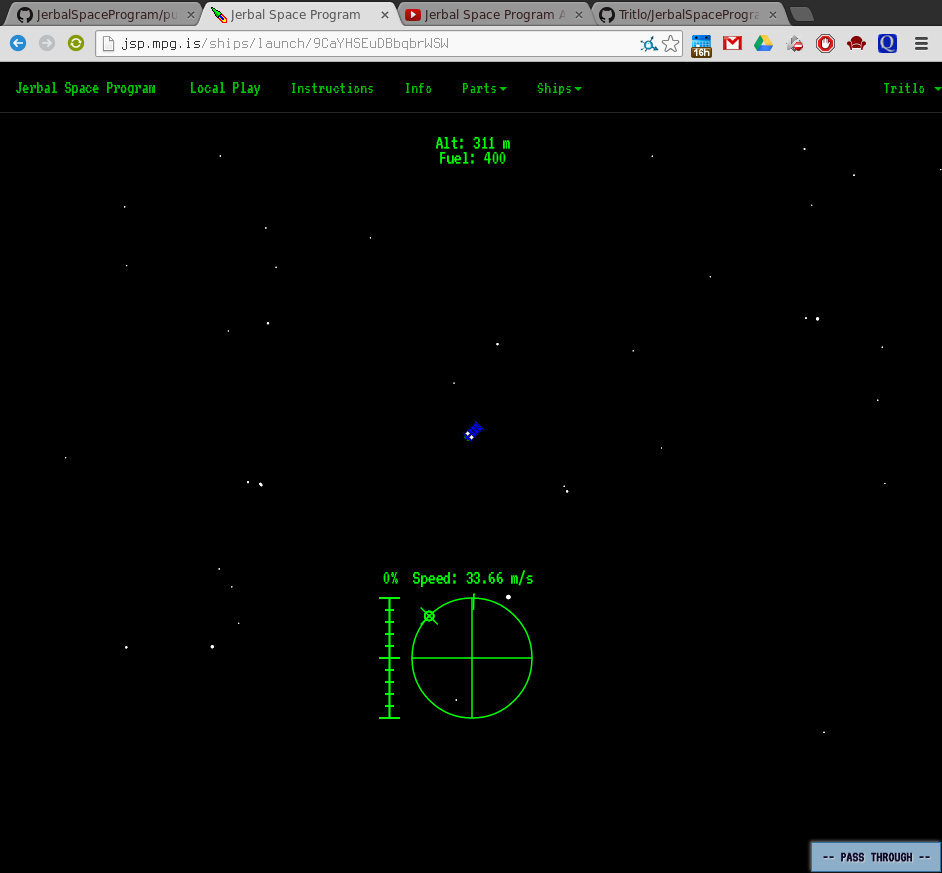 JerbalSpaceProgram/pu
Jerbal Space Program
Jerbal Space Program A
Tritlo/JerbalSpaceProgra
jsp.mpg.is/ships/launch/9CaYHSEuDBbqbrWSW
16h
Q
Jerbal Space Program Local Play Instructions Info Parts Ships Tritlo
Alt: 311 m
Fuel: 400
0% Speed: 33.66 m/s
-- PASS THROUGH --